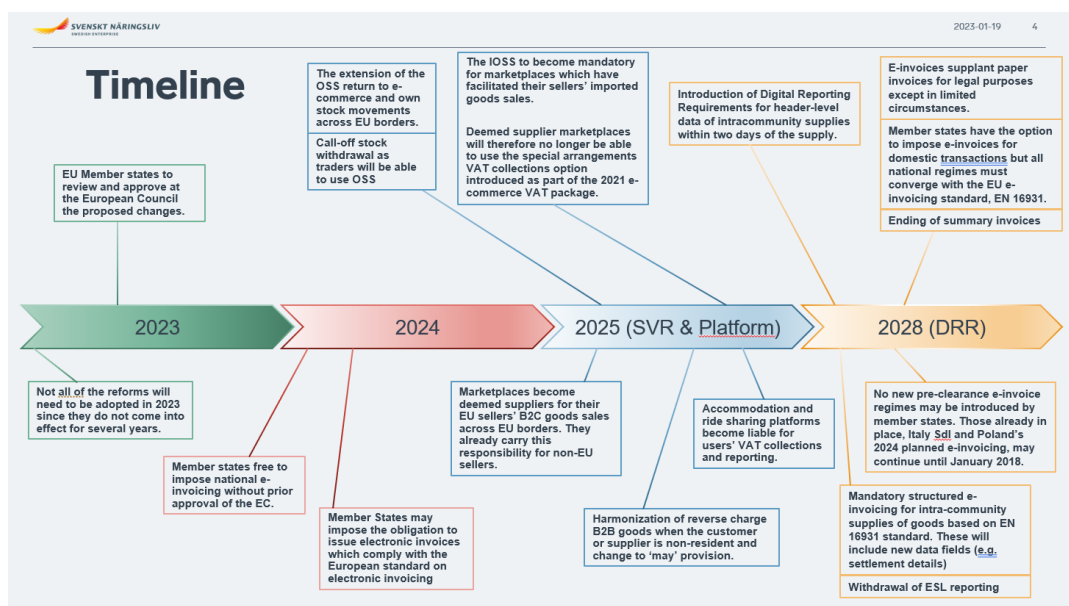 SVENSKT NÄRINGSLIV
SWEDISH ENTERPRISE
2023-01-19
4
Timeline
EU Member states to
review and approve at
the European Council
the proposed changes.
The extension of the
OSS return to e-
commerce and own
stock movements
across EU borders.
Call-off stock
withdrawal as
traders will be able
to use OSS
The IOSS to become mandatory
for marketplaces which have
facilitated their sellers' imported
goods sales.
Deemed supplier marketplaces
will therefore no longer be able
to use the special arrangements
VAT collections option
introduced as part of the 2021 e-
commerce VAT package.
Introduction of Digital Reporting
Requirements for header-level
data of intracommunity supplies
within two days of the supply.
E-invoices supplant paper
invoices for legal purposes
except in limited
circumstances.
Member states have the option
to impose e-invoices for
domestic transactions but all
national regimes must
converge with the EU e-
invoicing standard, EN 16931.
Ending of summary invoices
2023
2024
2025 (SVR & Platform)
2028 (DRR)
Not all of the reforms will
need to be adopted in 2023
since they do not come into
effect for several years.
Member states free to
impose national e-
invoicing without prior
approval of the EC.
Member States may
impose the obligation to
issue electronic invoices
which comply with the
European standard on
electronic invoicing
Marketplaces become
deemed suppliers for their
EU sellers' B2C goods sales
across EU borders. They
already carry this
responsibility for non-EU
sellers.
Harmonization of reverse charge
B2B goods when the customer
or supplier is non-resident and
change to 'may' provision.
Accommodation and
ride sharing platforms
become liable for
users' VAT collections
and reporting.
No new pre-clearance e-invoice
regimes may be introduced by
member states. Those already in
place, Italy SdI and Poland's
2024 planned e-invoicing, may
continue until January 2018.
Mandatory structured e-
invoicing for intra-community
supplies of goods based on EN
16931 standard. These will
include new data fields (e.g.
settlement details)
Withdrawal of ESL reporting